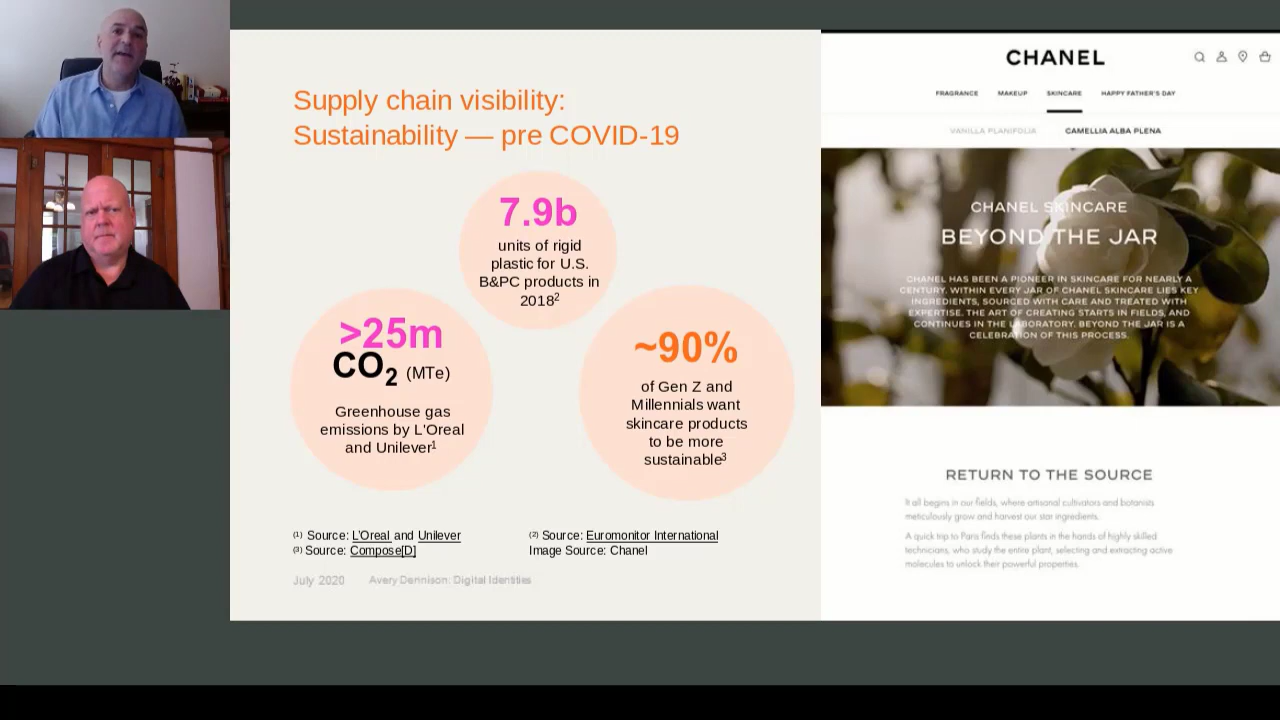 Supply chain visibility:
Sustainability — pre COVID-19
7.9b
units of rigid
plastic for U.S.
B&PC products in
2018²
>25m
CO₂ (MTe)
Greenhouse gas
emissions by L'Oreal
and Unilever¹
~90%
of Gen Z and
Millennials want
skincare products
to be more
sustainable³
⁽¹⁾ Source: L'Oreal and Unilever
⁽³⁾ Source: Compose[D]
⁽²⁾ Source: Euromonitor International
Image Source: Chanel
July 2020 Avery Dennison: Digital Identities
CHANEL
FRAGRANCE MAKEUP SKINCARE HAPPY FATHER'S DAY
VANILLA PLANIFOLIA CAMELLIA ALBA PLENA
CHANEL SKINCARE
BEYOND THE JAR
CHANEL HAS BEEN A PIONEER IN SKINCARE FOR NEARLY A
CENTURY. WITHIN EVERY JAR OF CHANEL SKINCARE LIES KEY
INGREDIENTS, SOURCED WITH CARE AND TREATED WITH
EXPERTISE. THE ART OF CREATING STARTS IN FIELDS, AND
CONTINUES IN THE LABORATORY. BEYOND THE JAR IS A
CELEBRATION OF THIS PROCESS.
RETURN TO THE SOURCE
It all begins in our fields, where artisanal cultivators and botanists
meticulously grow and harvest our star ingredients.
A quick trip to Paris finds these plants in the hands of highly skilled
technicians, who study the entire plant, selecting and extracting active
molecules to unlock their powerful properties.